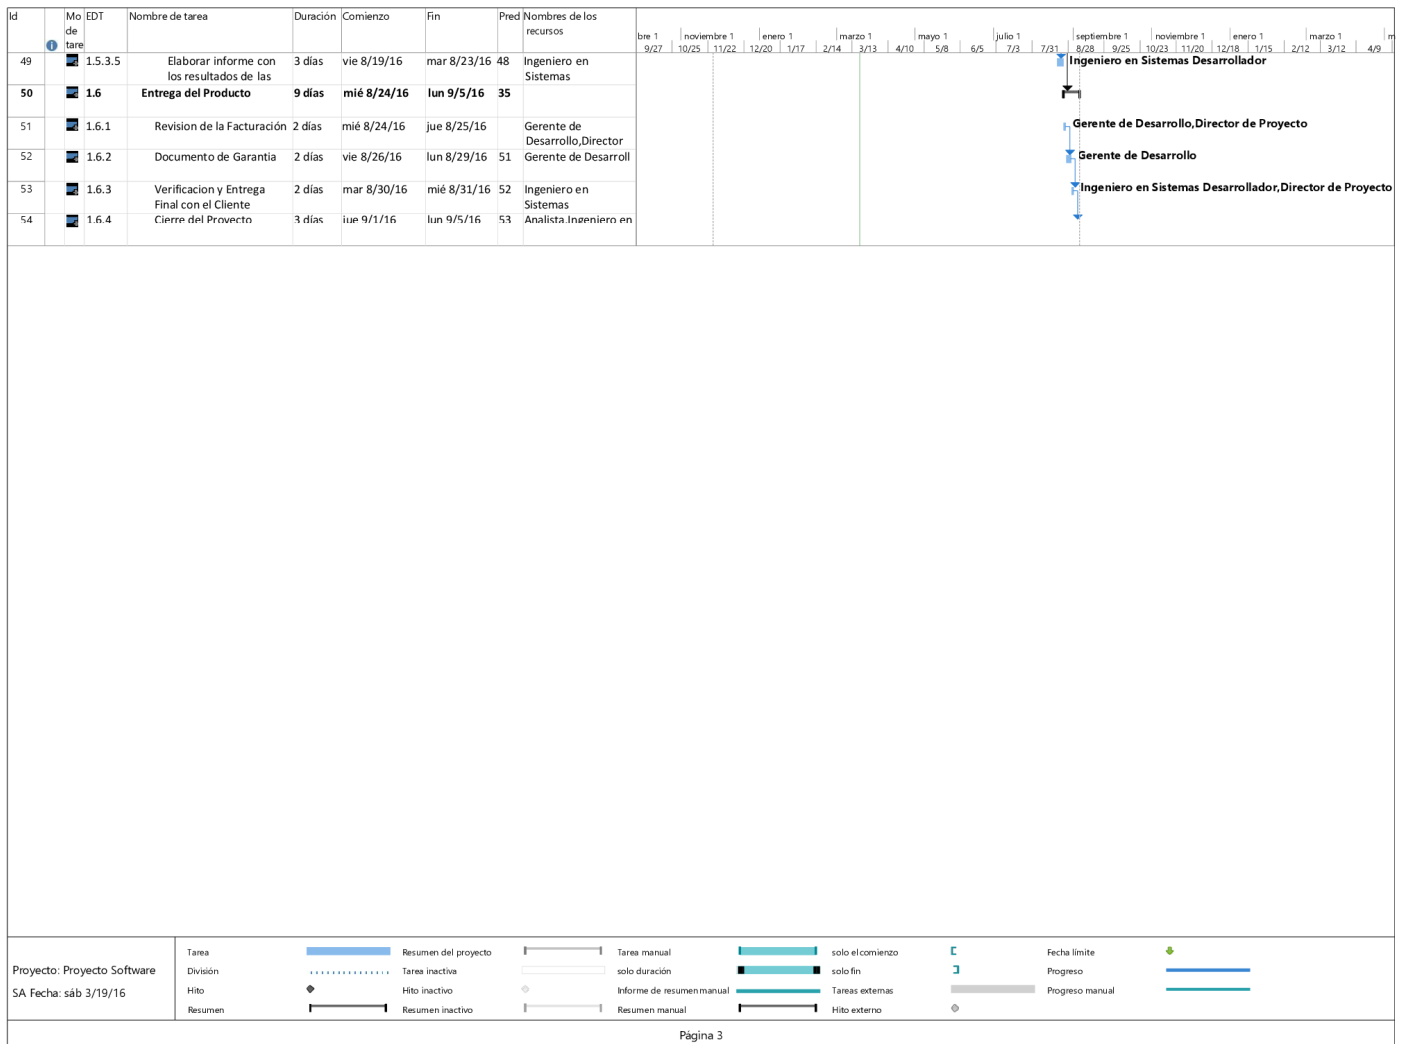 Id Mo EDT Nombre de tarea Duración Comienzo Fin Pred Nombres de los
de recursos
tare
bre 1 noviembre 1 enero 1 marzo 1 mayo 1 julio 1 septiembre 1 noviembre 1 enero 1 marzo 1 m
9/27 10/25 11/22 12/20 1/17 2/14 3/13 4/10 5/8 6/5 7/3 7/31 8/28 9/25 10/23 11/20 12/18 1/15 2/12 3/12 4/9
49 1.5.3.5 Elaborar informe con 3 días vie 8/19/16 mar 8/23/16 48 Ingeniero en Ingeniero en Sistemas Desarrollador
los resultados de las Sistemas
50 1.6 Entrega del Producto 9 días mié 8/24/16 lun 9/5/16 35
51 1.6.1 Revision de la Facturación 2 días mié 8/24/16 jue 8/25/16 Gerente de Gerente de Desarrollo,Director de Proyecto
Desarrollo,Director
52 1.6.2 Documento de Garantia 2 días vie 8/26/16 lun 8/29/16 51 Gerente de Desarroll Gerente de Desarrollo
53 1.6.3 Verificacion y Entrega 2 días mar 8/30/16 mié 8/31/16 52 Ingeniero en Ingeniero en Sistemas Desarrollador,Director de Proyecto
Final con el Cliente Sistemas
54 1.6.4 Cierre del Proyecto 3 días jue 9/1/16 lun 9/5/16 53 Analista,Ingeniero en
Proyecto: Proyecto Software
SA Fecha: sáb 3/19/16
Tarea Resumen del proyecto Tarea manual solo el comienzo Fecha límite
División Tarea inactiva solo duración solo fin Progreso
Hito Hito inactivo Informe de resumen manual Tareas externas Progreso manual
Resumen Resumen inactivo Resumen manual Hito externo
Página 3